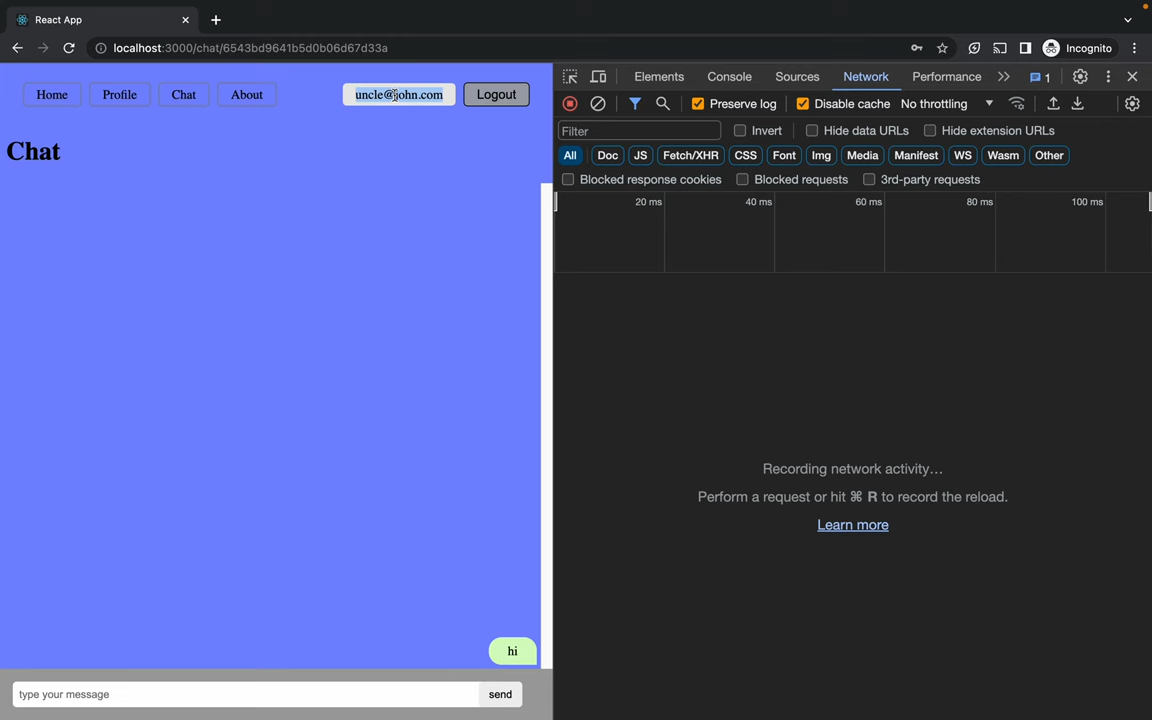 React App
localhost:3000/chat/6543bd9641b5d0b06d67d33a
Incognito
Home Profile Chat About uncle@john.com Logout
Chat
hi
type your message send
Elements Console Sources Network Performance 1
Preserve log Disable cache No throttling
Filter Invert Hide data URLs Hide extension URLs
All Doc JS Fetch/XHR CSS Font Img Media Manifest WS Wasm Other
Blocked response cookies Blocked requests 3rd-party requests
20 ms 40 ms 60 ms 80 ms 100 ms
Recording network activity…
Perform a request or hit ⌘ R to record the reload.
Learn more